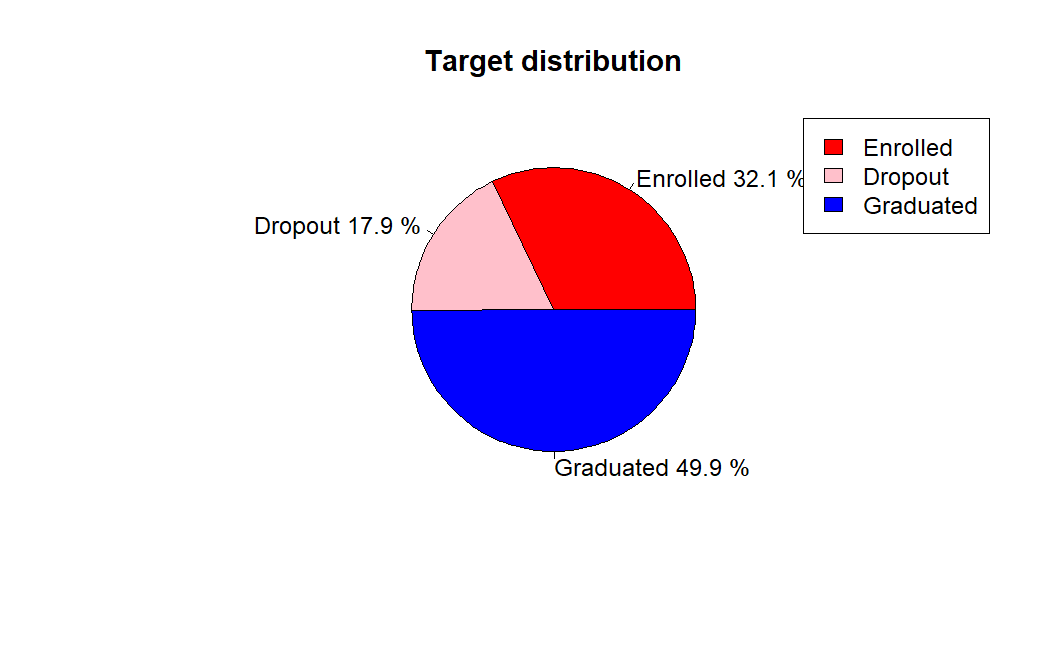 Target distribution
Enrolled
Dropout
Graduated
Enrolled 32.1 %
Dropout 17.9 %
Graduated 49.9 %